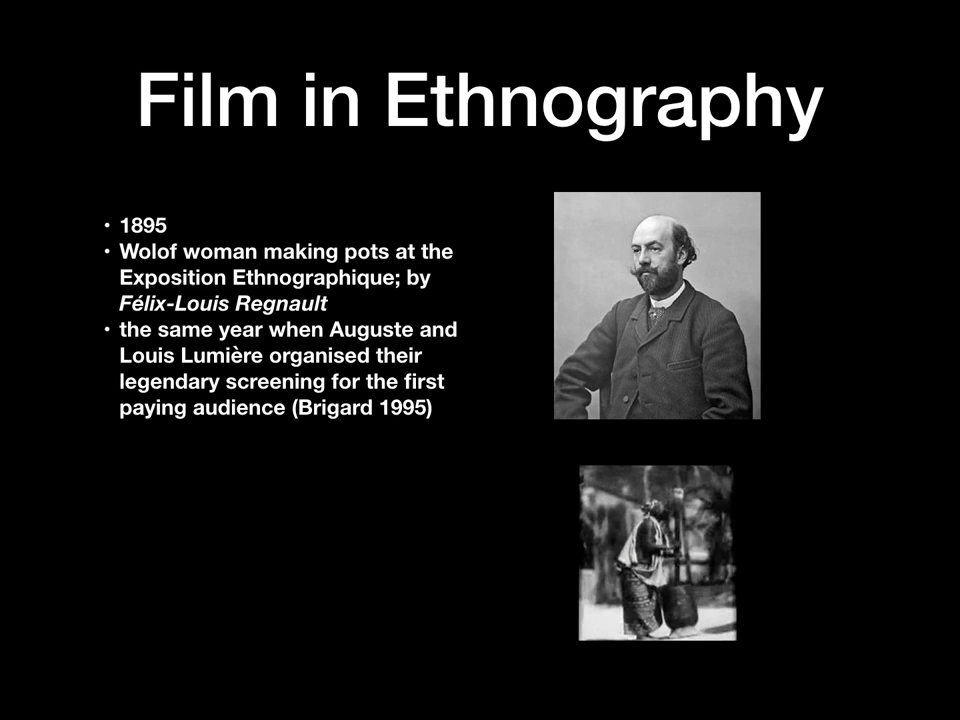 Film in Ethnography
• 1895
• Wolof woman making pots at the
Exposition Ethnographique; by
Félix-Louis Regnault
• the same year when Auguste and
Louis Lumière organised their
legendary screening for the first
paying audience (Brigard 1995)